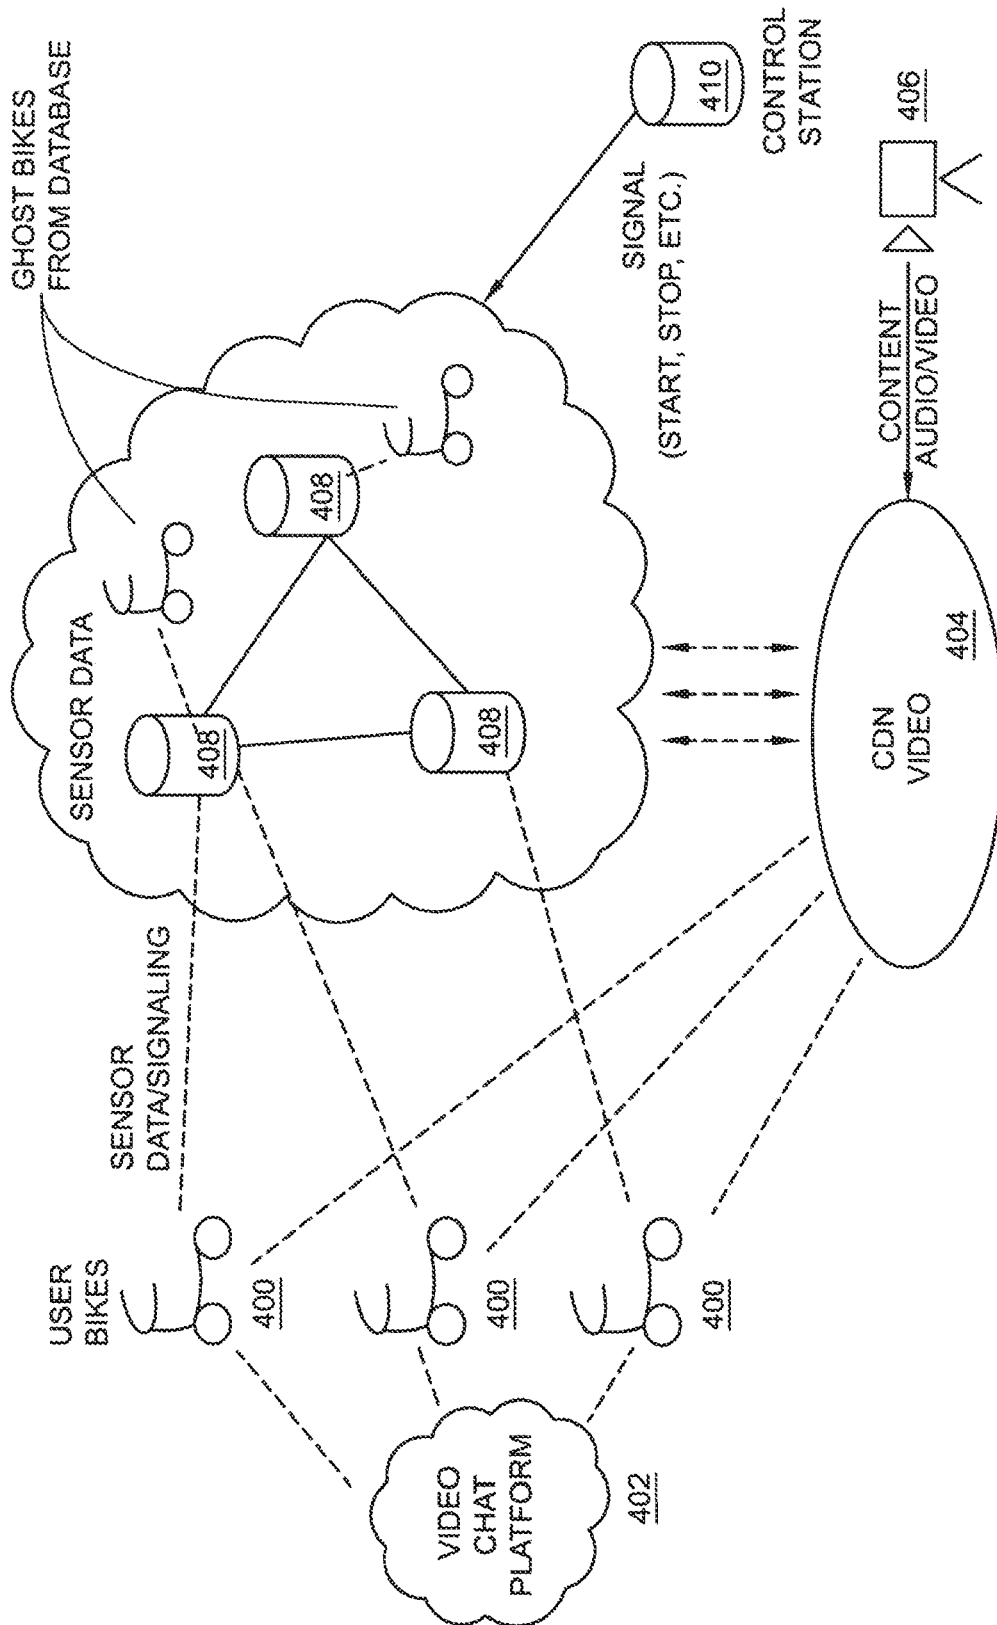 GHOST BIKES
FROM DATABASE
410
CONTROL
STATION
SIGNAL
(START, STOP, ETC.)
406
CONTENT
AUDIO/VIDEO
SENSOR DATA
408
408
408
CDN
VIDEO
404
SENSOR
DATA/SIGNALING
USER
BIKES
400
400
400
VIDEO
CHAT
PLATFORM
402